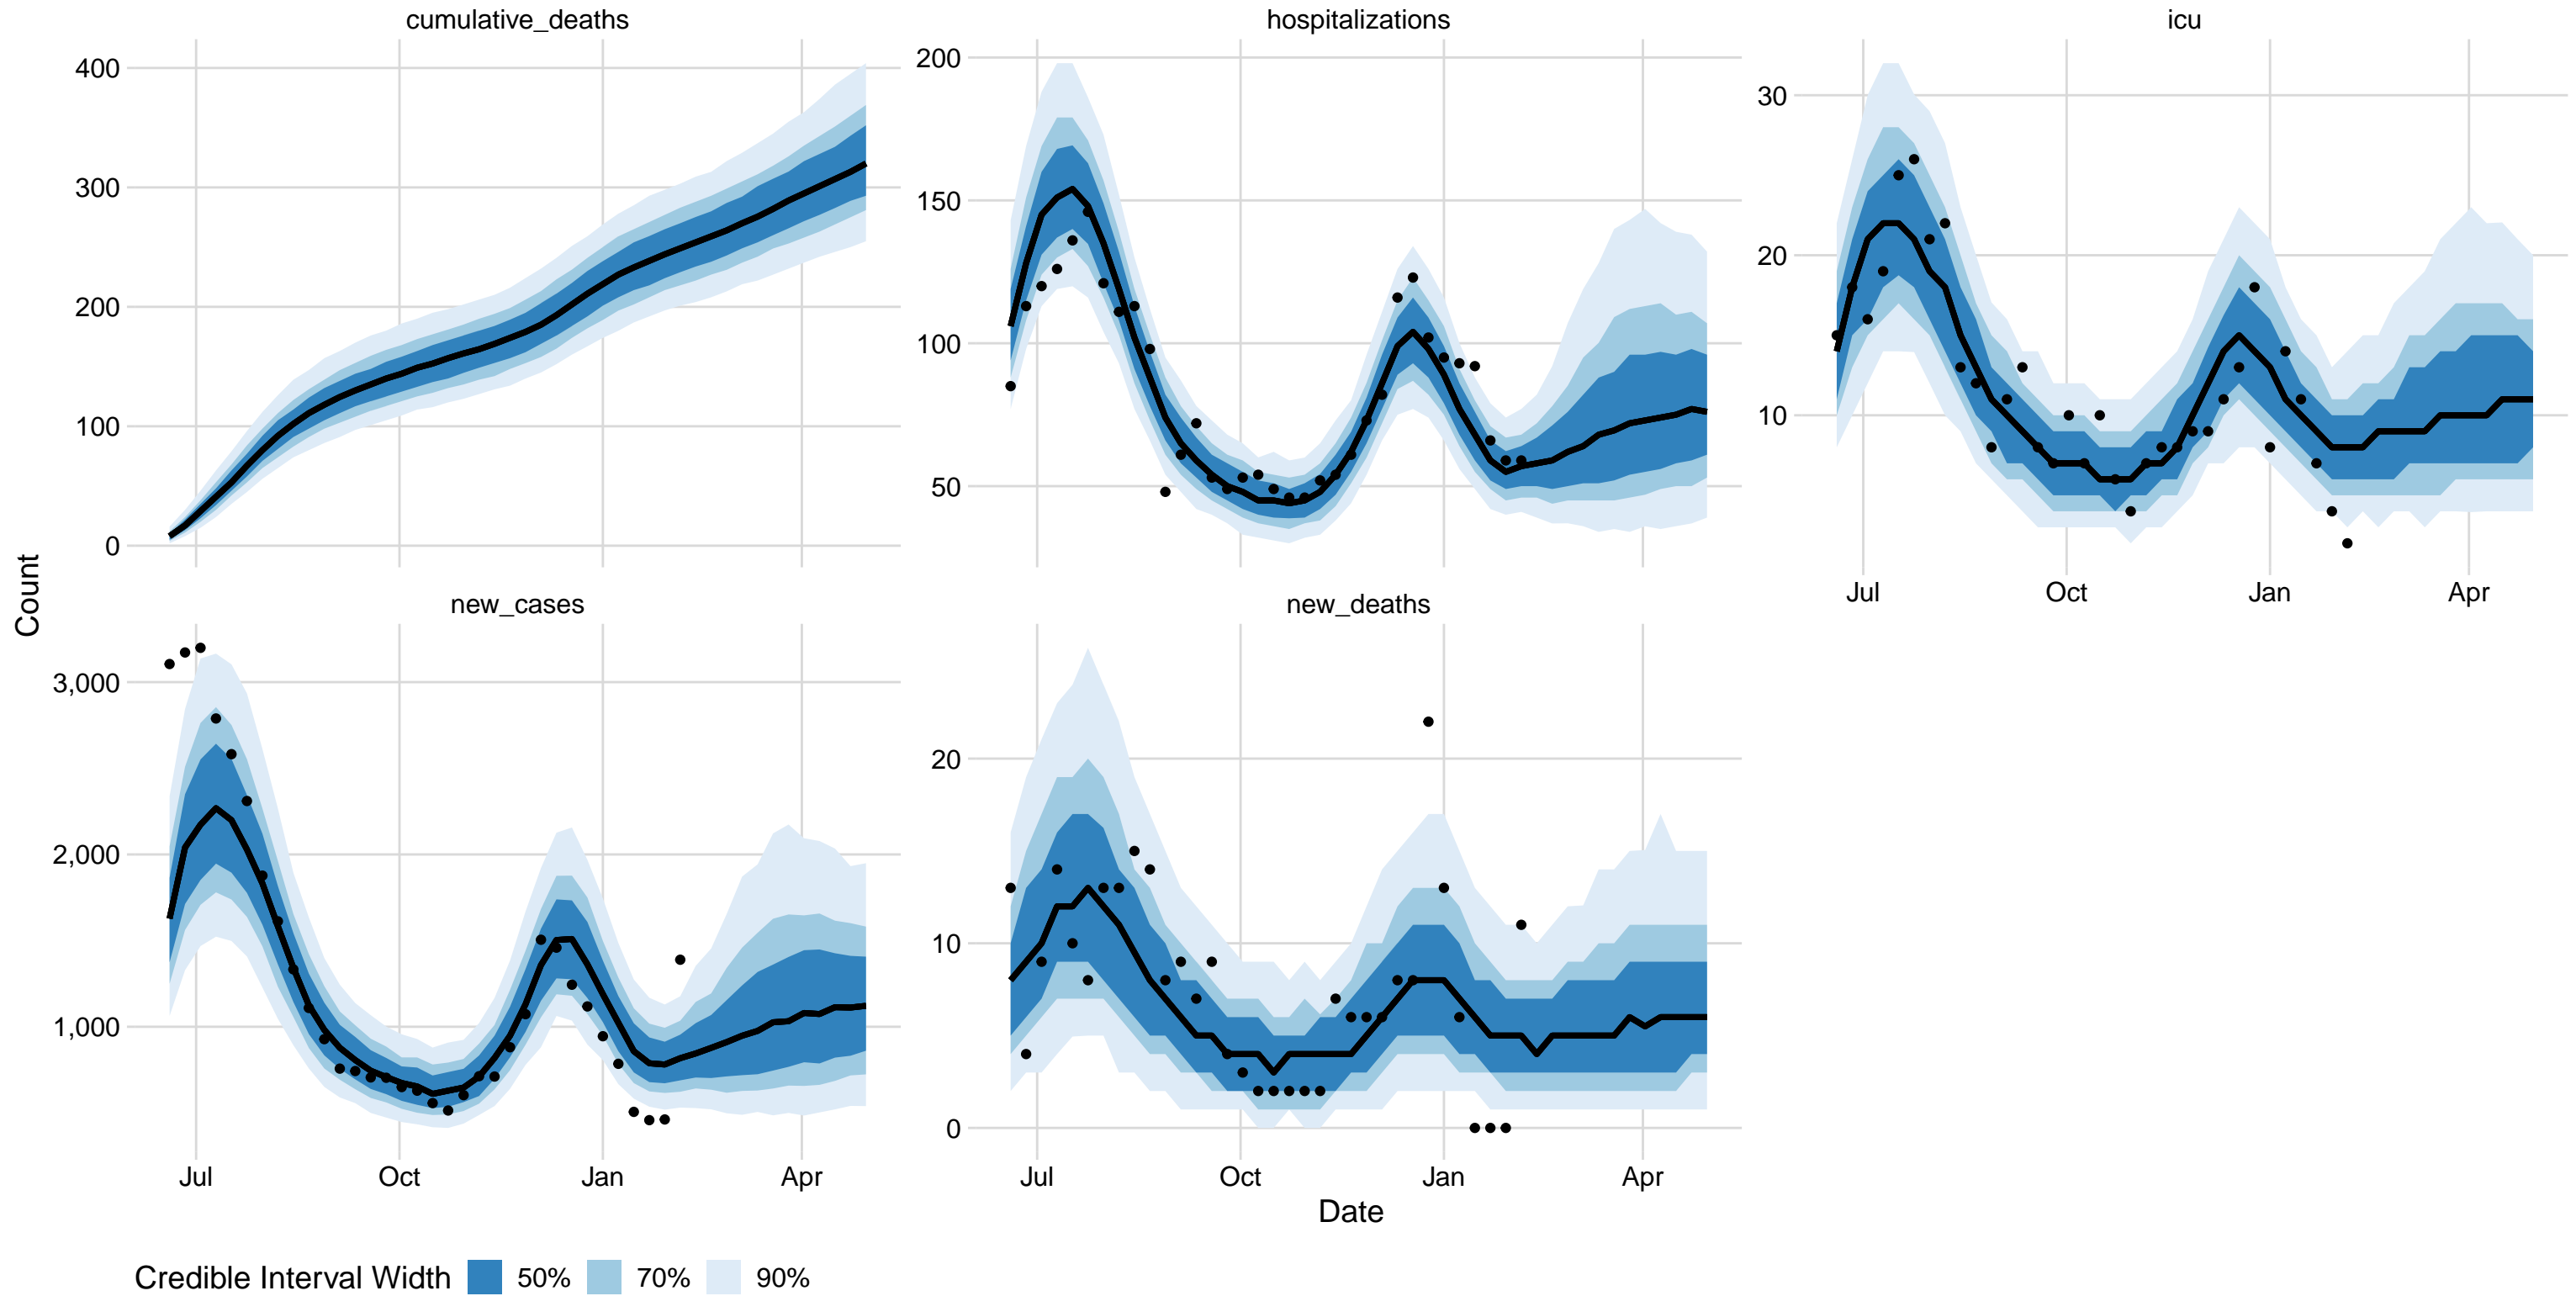 cumulative_deaths
hospitalizations
icu
400
300
200
100
0
200
150
100
50
30
20
10
Jul Oct Jan Apr
Count
new_cases
new_deaths
3,000
2,000
1,000
20
10
0
Jul Oct Jan Apr
Jul Oct Jan Apr
Date
Credible Interval Width 50% 70% 90%